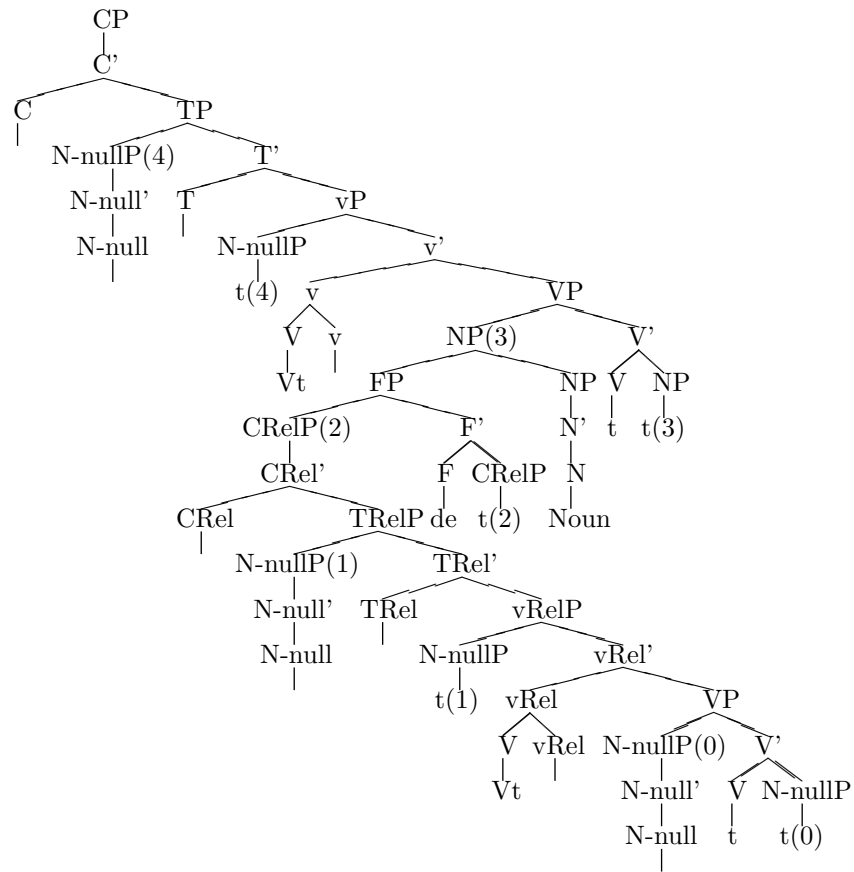 CP
C'
C TP
N-nullP(4) T'
N-null' T vP
N-null N-nullP v'
t(4) v VP
V v NP(3) V'
Vt FP NP V NP
CRelP(2) F' N' t t(3)
CRel' F CRelP N
CRel TRelP de t(2) Noun
N-nullP(1) TRel'
N-null' TRel vRelP
N-null N-nullP vRel'
t(1) vRel VP
V vRel N-nullP(0) V'
Vt N-null' V N-nullP
N-null t t(0)